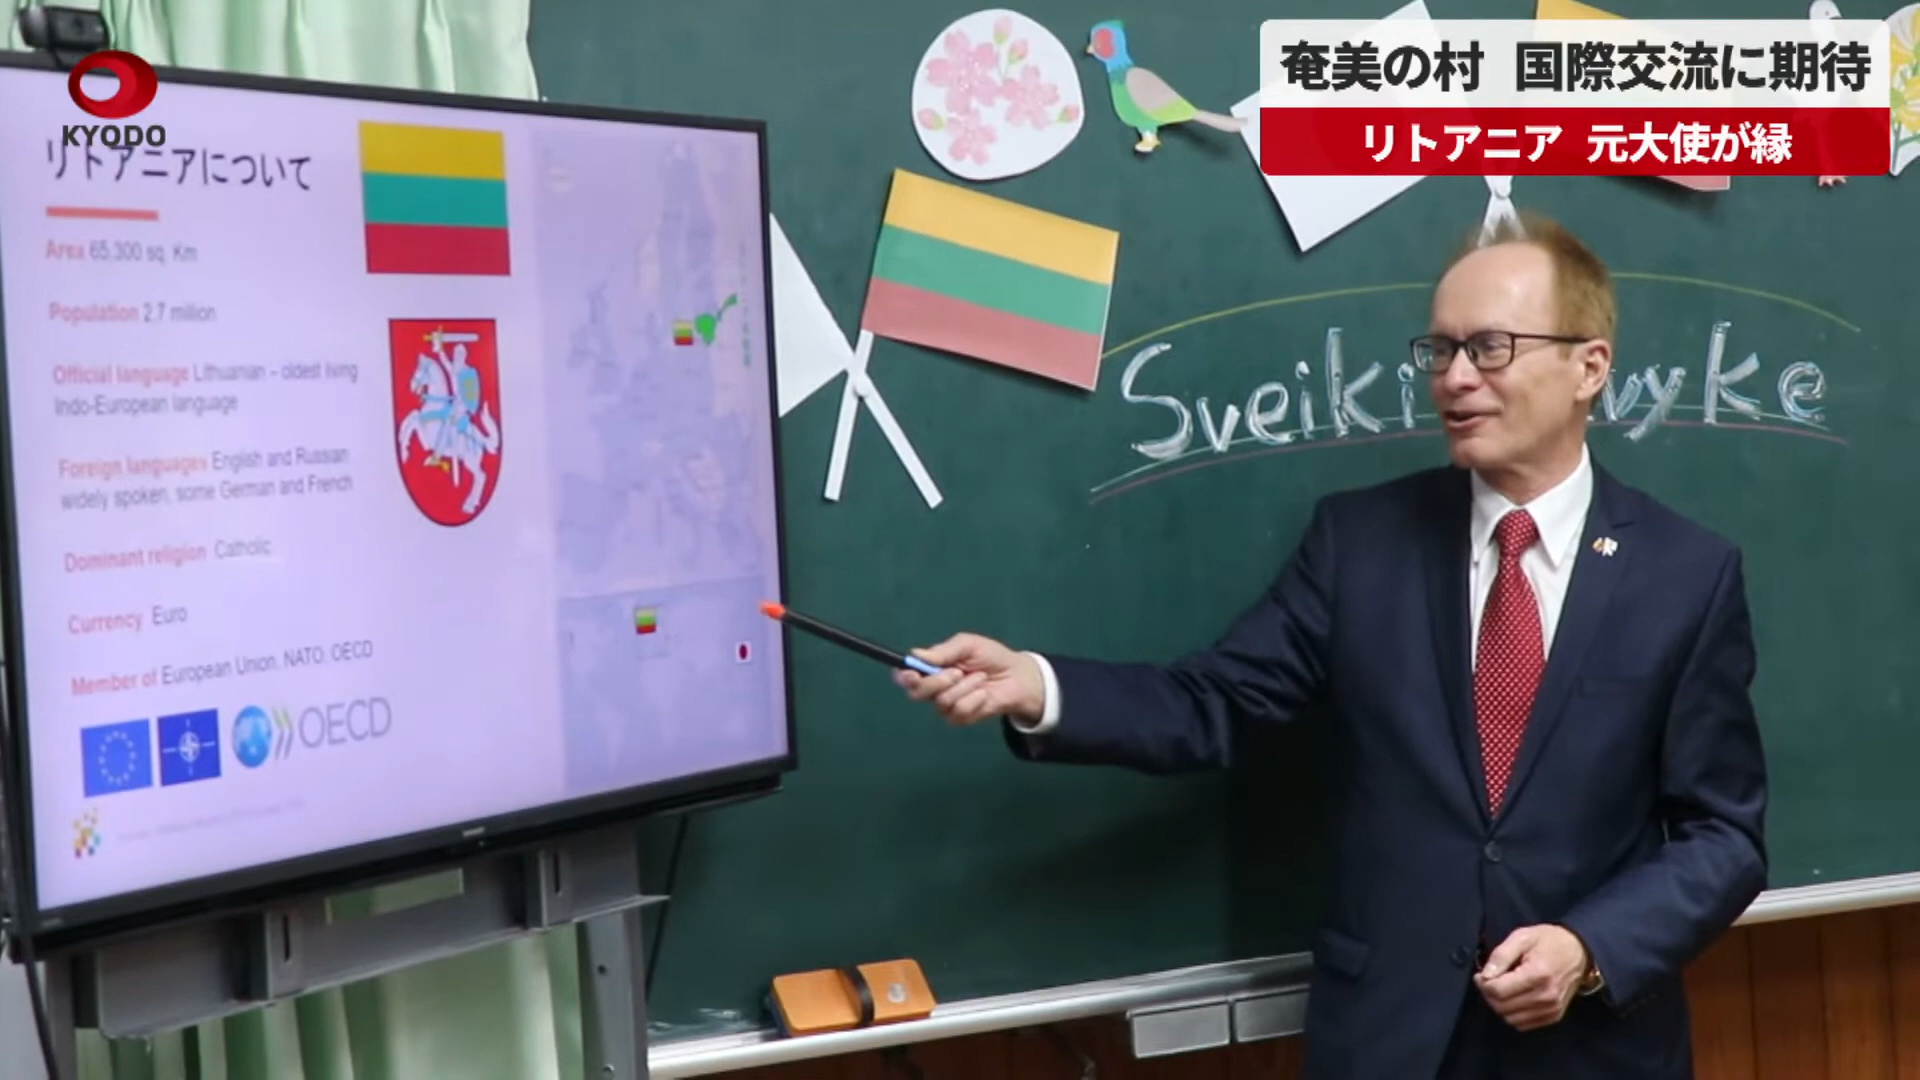 奄美の村 国際交流に期待
リトアニア 元大使が縁
KYODO
リトアニアについて
Area 65,300 sq. Km
Population 2.7 million
Official language Lithuanian – oldest living
Indo-European language
Foreign languages English and Russian
widely spoken, some German and French
Dominant religion Catholic
Currency Euro
Member of European Union, NATO, OECD
OECD
Sveiki vyke